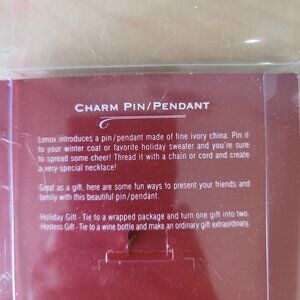 CHARM PIN/PENDANT
Lenox introduces a pin/pendant made of fine ivory china. Pin it
to your winter coat or favorite holiday sweater and you're sure
to spread some cheer! Thread it with a chain or cord and create
a very-special necklace!
Great as a gift, here are some fun ways to present your friends and
family with this beautiful pin/pendant.
Holiday Gift - Tie to a wrapped package and turn one gift into two.
Hostess Gift - Tie to a wine bottle and make an ordinary gift extraordinary.